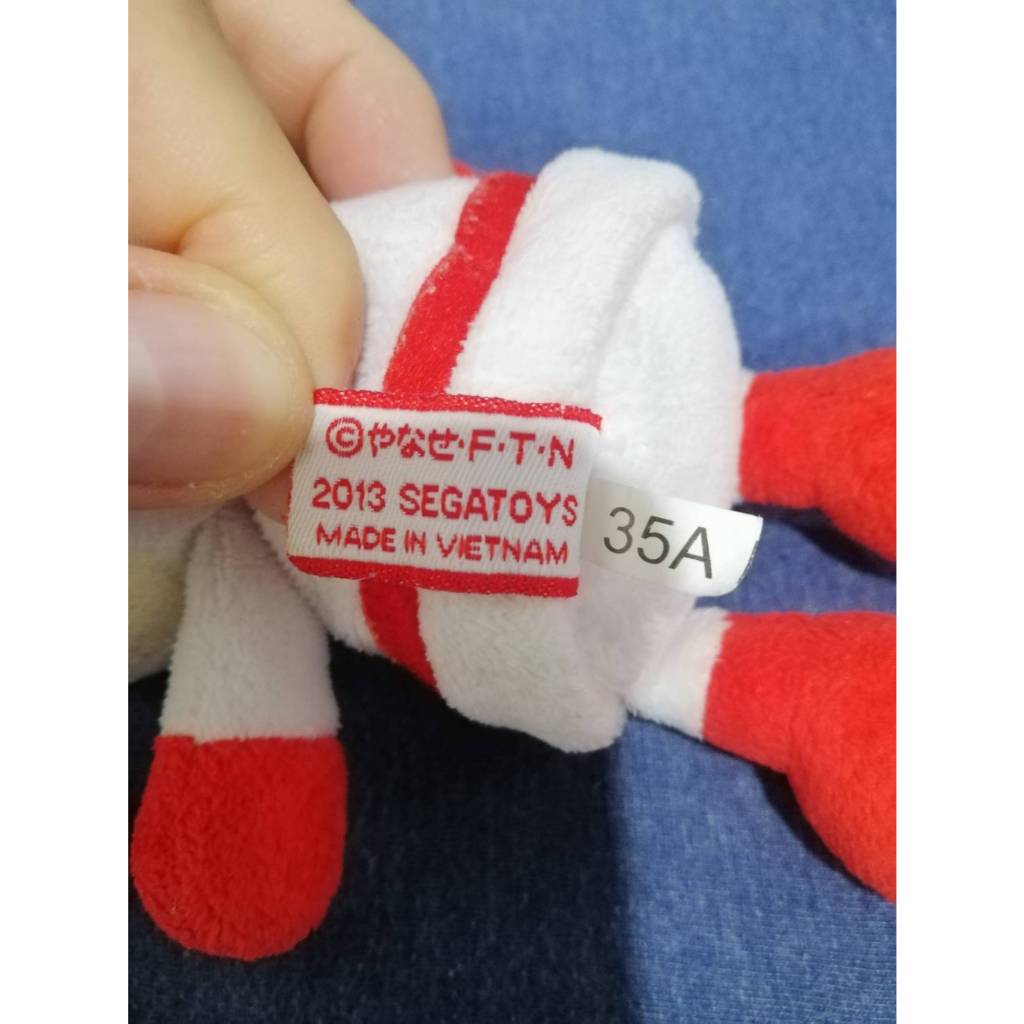 ©やなせ・F・T・N
2013 SEGATOYS
MADE IN VIETNAM
35A